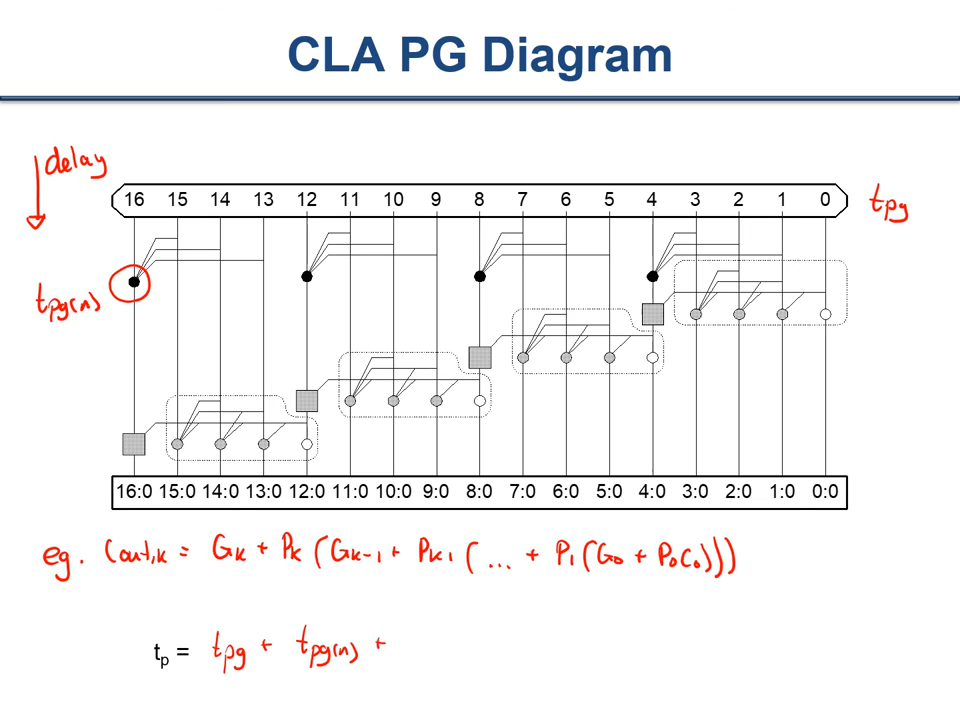 CLA PG Diagram
delay
16 15 14 13 12 11 10 9 8 7 6 5 4 3 2 1 0
tpg
tpg(n)
16:0 15:0 14:0 13:0 12:0 11:0 10:0 9:0 8:0 7:0 6:0 5:0 4:0 3:0 2:0 1:0 0:0
eg. Cout,k = Gk + Pk (Gk-1 + Pk-1 (... + P1 (G0 + P0C0)))
tp = tpg + tpg(n) +